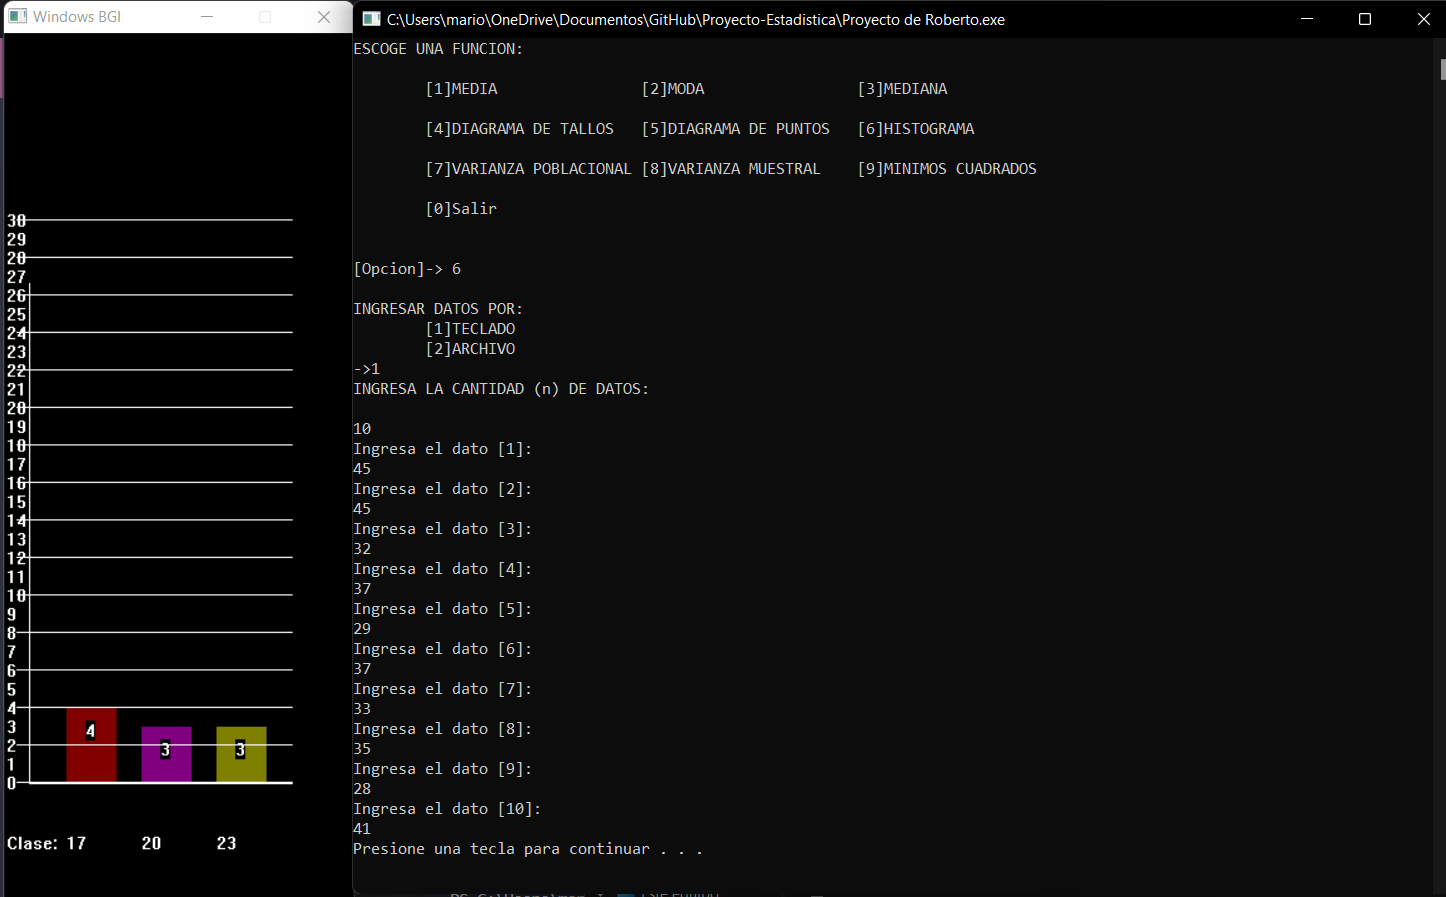 Windows BGI
30
29
28
27
26
25
24
23
22
21
20
19
18
17
16
15
14
13
12
11
10
9
8
7
6
5
4
3
2
1
0
4
3
3
Clase: 17 20 23
C:\Users\mario\OneDrive\Documentos\GitHub\Proyecto-Estadistica\Proyecto de Roberto.exe
ESCOGE UNA FUNCION:
[1]MEDIA [2]MODA [3]MEDIANA
[4]DIAGRAMA DE TALLOS [5]DIAGRAMA DE PUNTOS [6]HISTOGRAMA
[7]VARIANZA POBLACIONAL [8]VARIANZA MUESTRAL [9]MINIMOS CUADRADOS
[0]Salir
[Opcion]-> 6
INGRESAR DATOS POR:
[1]TECLADO
[2]ARCHIVO
->1
INGRESA LA CANTIDAD (n) DE DATOS:
10
Ingresa el dato [1]:
45
Ingresa el dato [2]:
45
Ingresa el dato [3]:
32
Ingresa el dato [4]:
37
Ingresa el dato [5]:
29
Ingresa el dato [6]:
37
Ingresa el dato [7]:
33
Ingresa el dato [8]:
35
Ingresa el dato [9]:
28
Ingresa el dato [10]:
41
Presione una tecla para continuar . . .